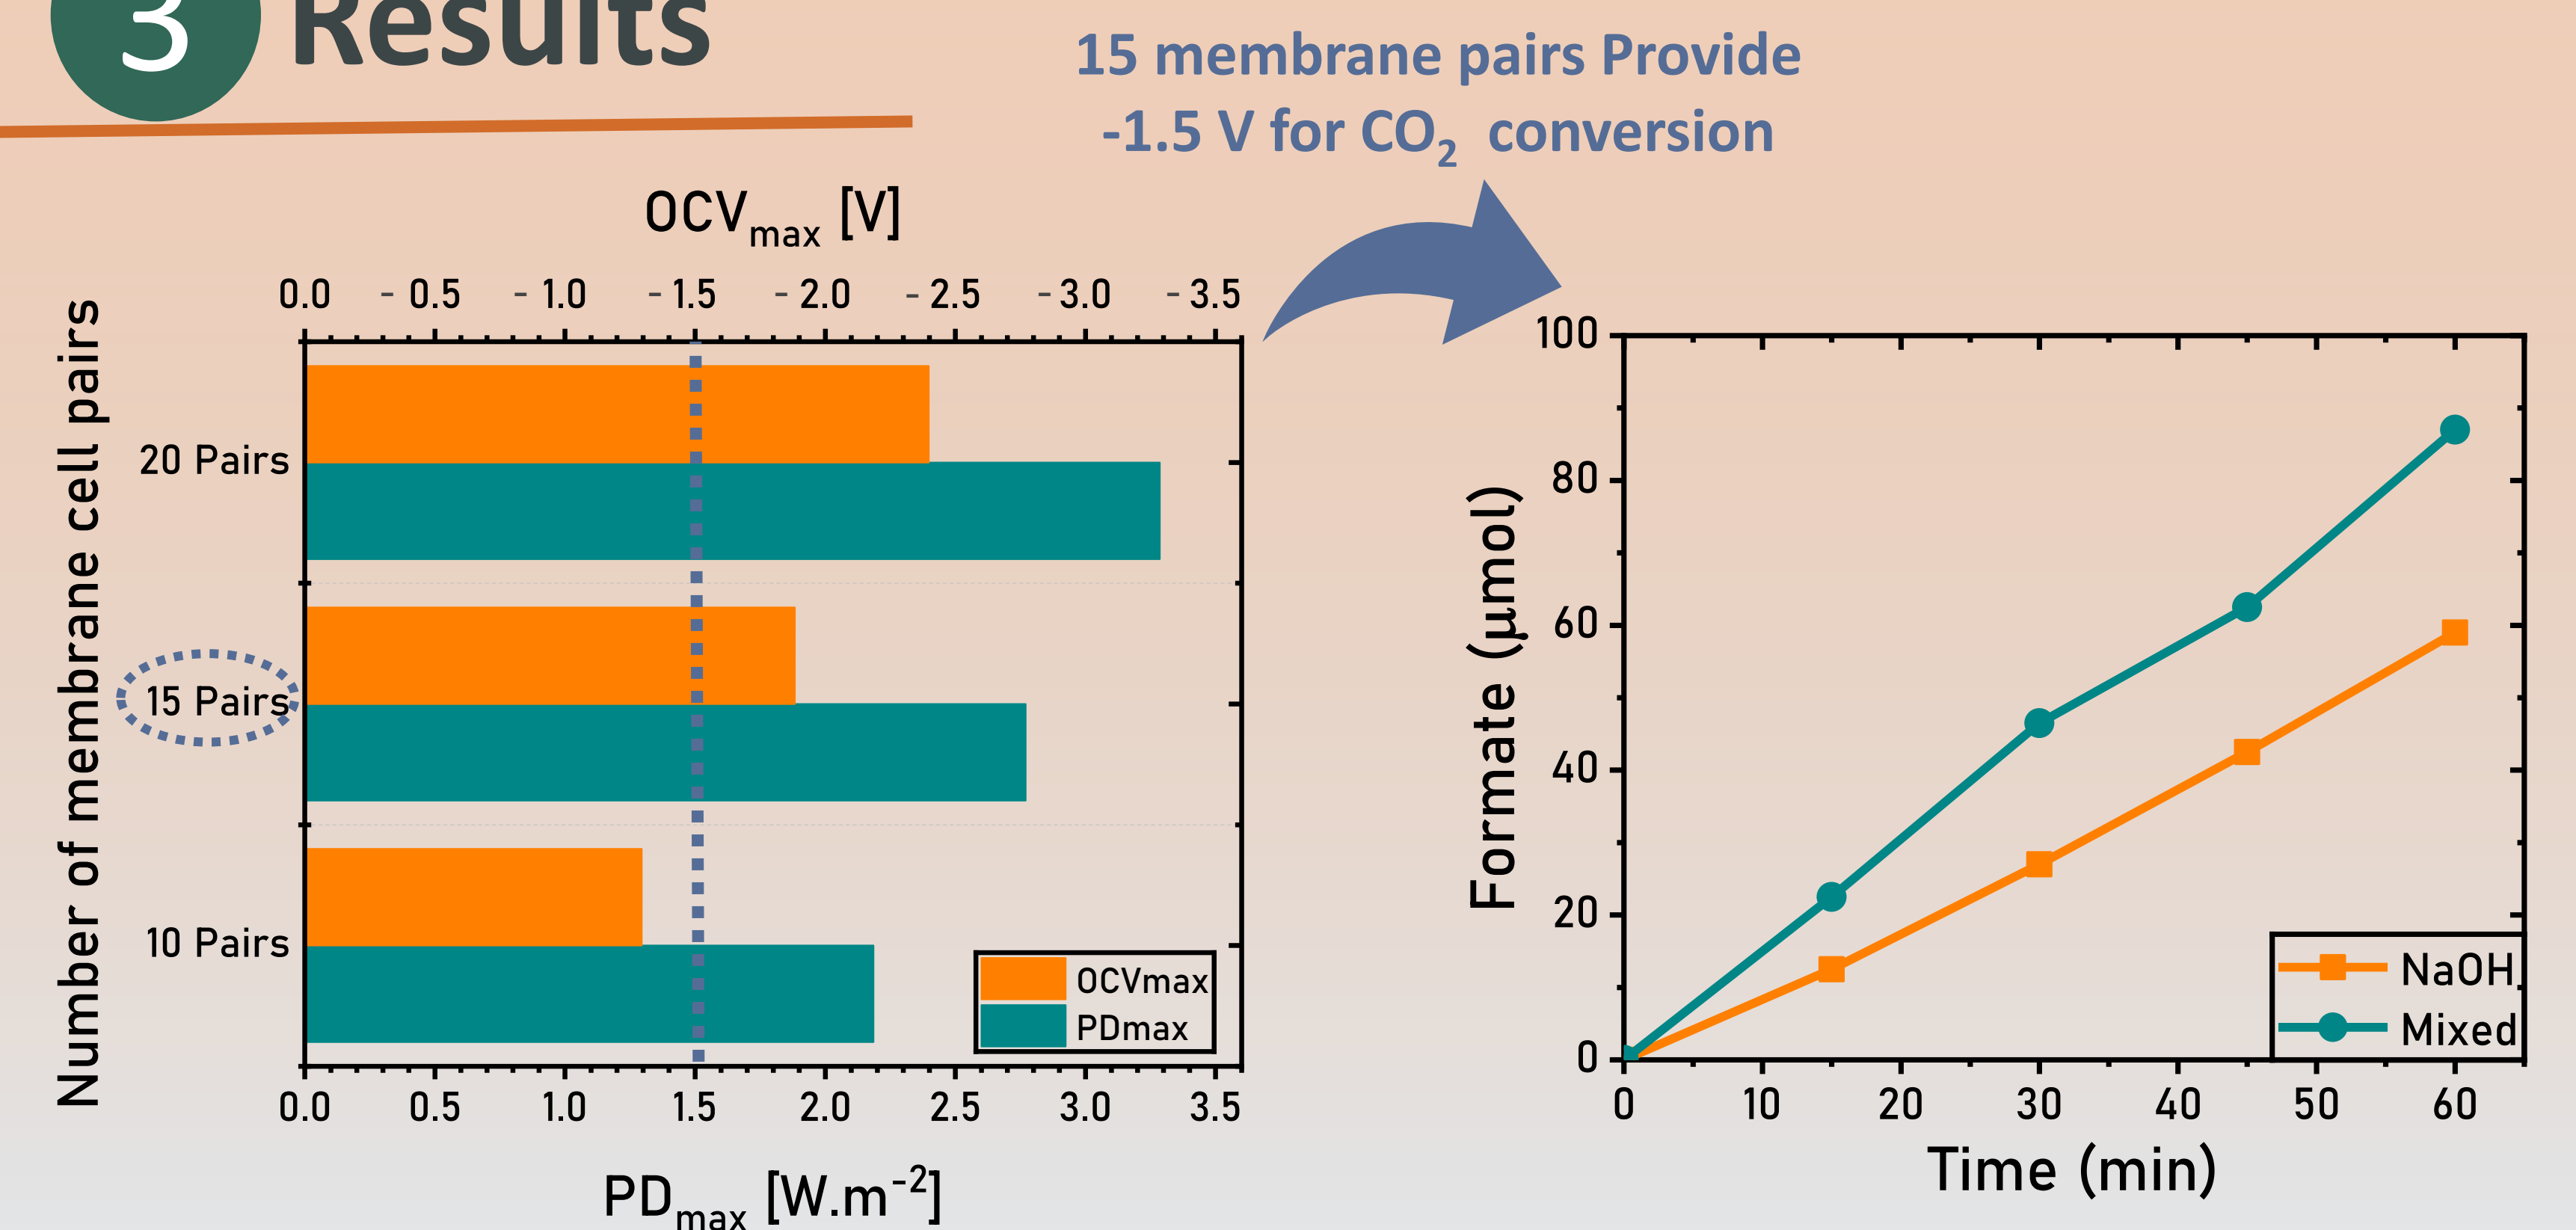 3 Results
15 membrane pairs Provide
-1.5 V for CO₂ conversion
OCVmax [V]
0.0 - 0.5 - 1.0 - 1.5 - 2.0 - 2.5 - 3.0 - 3.5
Number of membrane cell pairs
20 Pairs
15 Pairs
10 Pairs
OCVmax
PDmax
0.0 0.5 1.0 1.5 2.0 2.5 3.0 3.5
PDmax [W.m⁻²]
Formate (µmol)
100
80
60
40
20
0
NaOH
Mixed
0 10 20 30 40 50 60
Time (min)